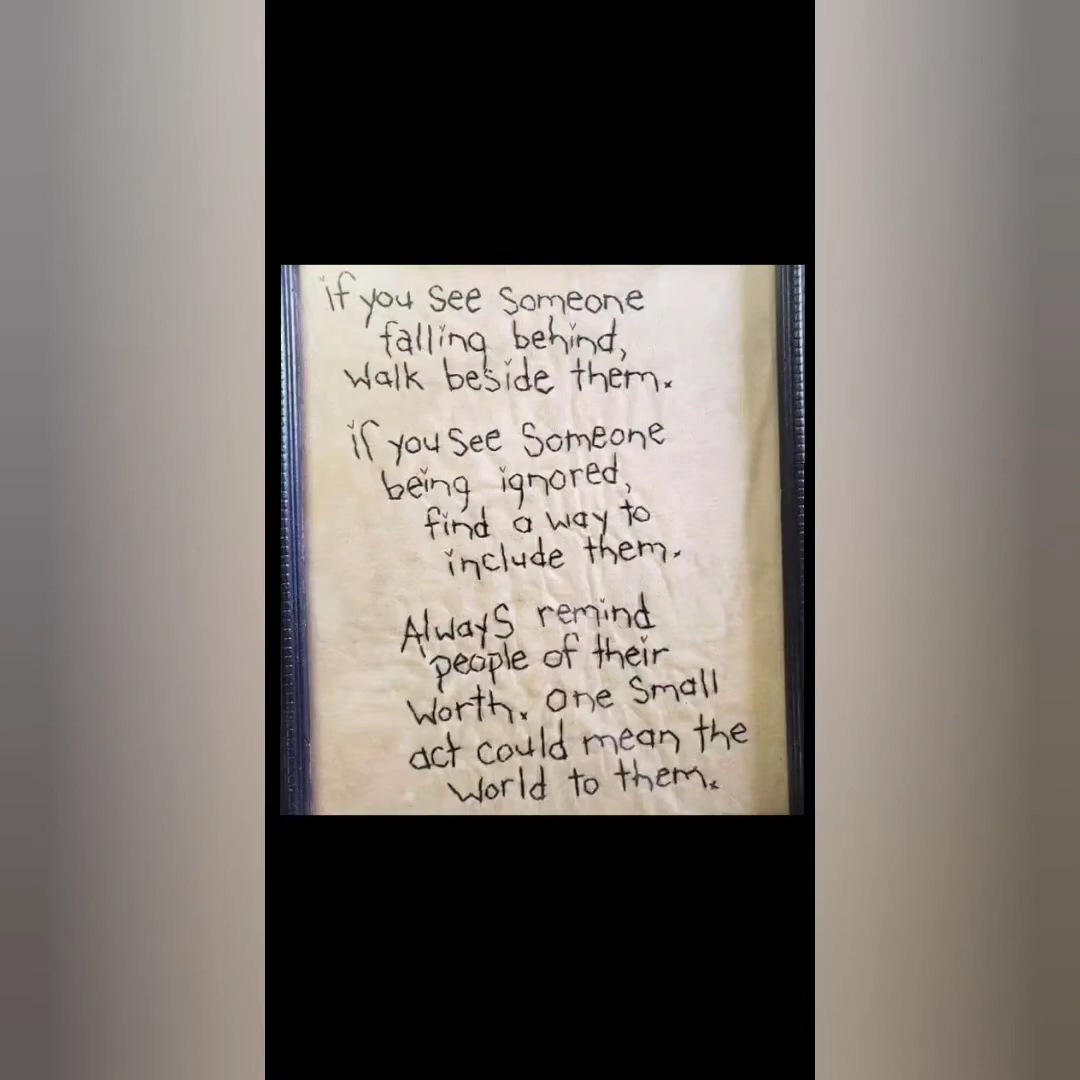 if you see someone
falling behind,
walk beside them.
if you see someone
being ignored,
find a way to
include them.
Always remind
people of their
worth. one small
act could mean the
world to them.